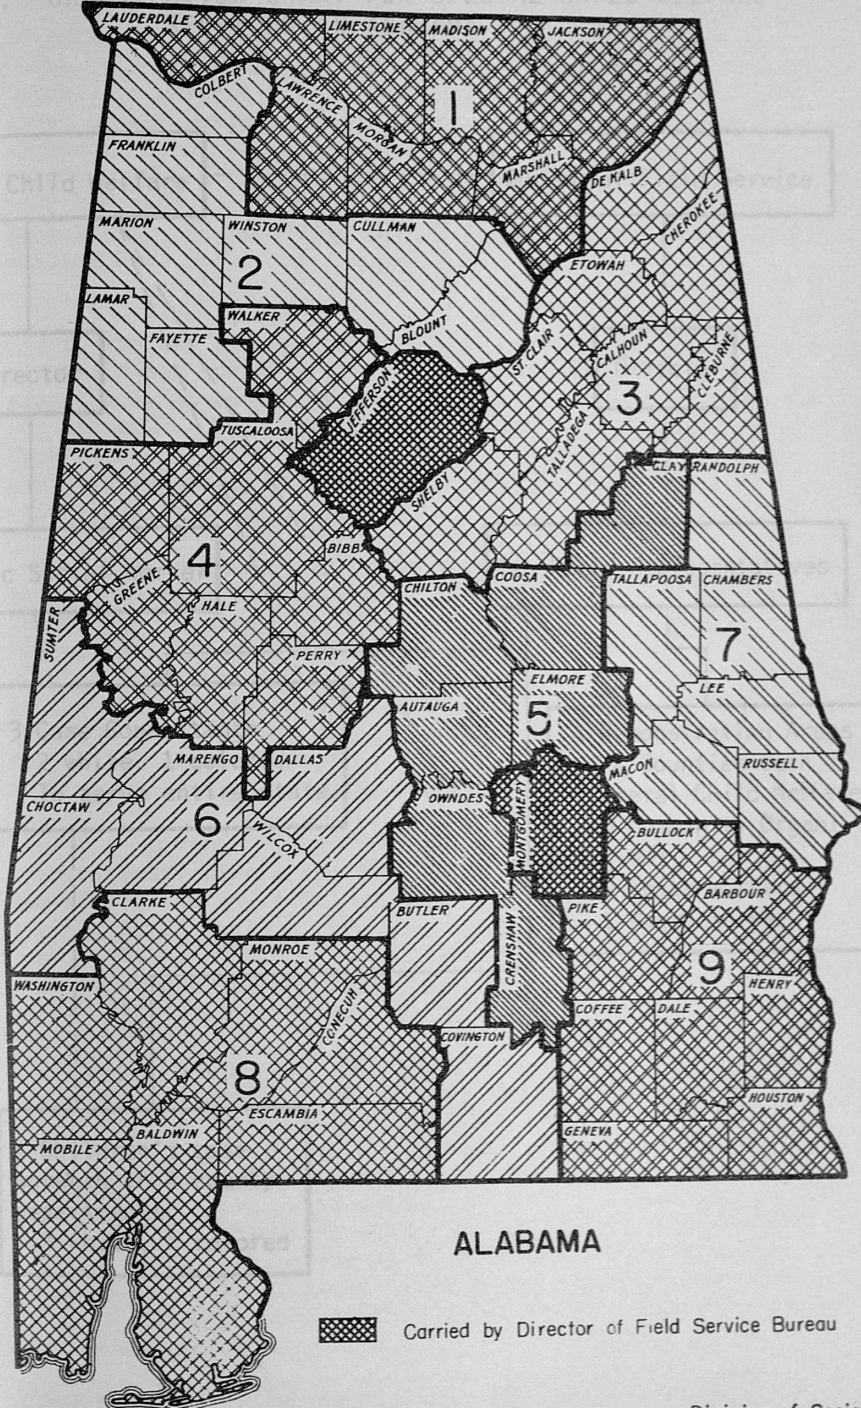 LAUDERDALE
LIMESTONE
MADISON
JACKSON
COLBERT
LAWRENCE
MORGAN
1
MARSHALL
FRANKLIN
DE KALB
CHEROKEE
MARION
WINSTON
CULLMAN
ETOWAH
2
LAMAR
WALKER
BLOUNT
FAYETTE
ST. CLAIR
CALHOUN
CLEBURNE
JEFFERSON
3
TUSCALOOSA
TALLADEGA
PICKENS
SHELBY
CLAY
RANDOLPH
4
BIBB
GREENE
HALE
CHILTON
COOSA
TALLAPOOSA
CHAMBERS
SUMTER
PERRY
7
ELMORE
LEE
AUTAUGA
5
MARENGO
DALLAS
MACON
RUSSELL
CHOCTAW
OWNDES
MONTGOMERY
6
WILCOX
BULLOCK
CLARKE
BUTLER
PIKE
BARBOUR
CRENSHAW
MONROE
9
WASHINGTON
HENRY
CONECUH
COFFEE
DALE
COVINGTON
8
ESCAMBIA
HOUSTON
MOBILE
BALDWIN
GENEVA
ALABAMA
Carried by Director of Field Service Bureau